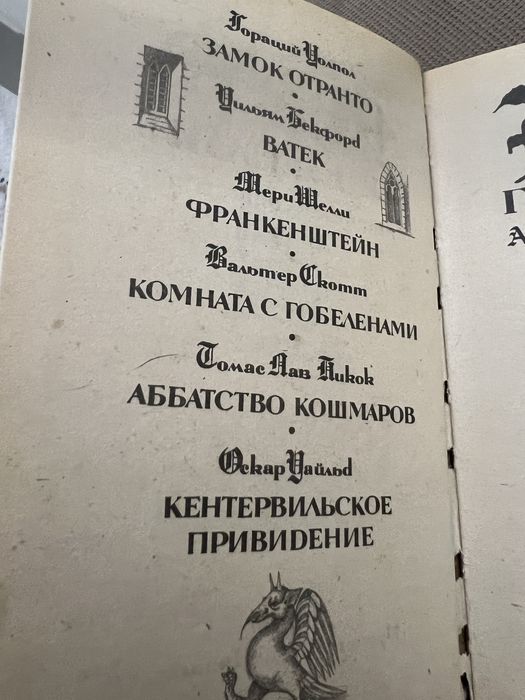 Гораций Уолпол
ЗАМОК ОТРАНТО
•
Уильям Бекфорд
ВАТЕК
•
Мери Шелли
ФРАНКЕНШТЕЙН
•
Вальтер Скотт
КОМНАТА С ГОБЕЛЕНАМИ
•
Томас Лав Пикок
АББАТСТВО КОШМАРОВ
•
Оскар Уайльд
КЕНТЕРВИЛЬСКОЕ
ПРИВИДЕНИЕ